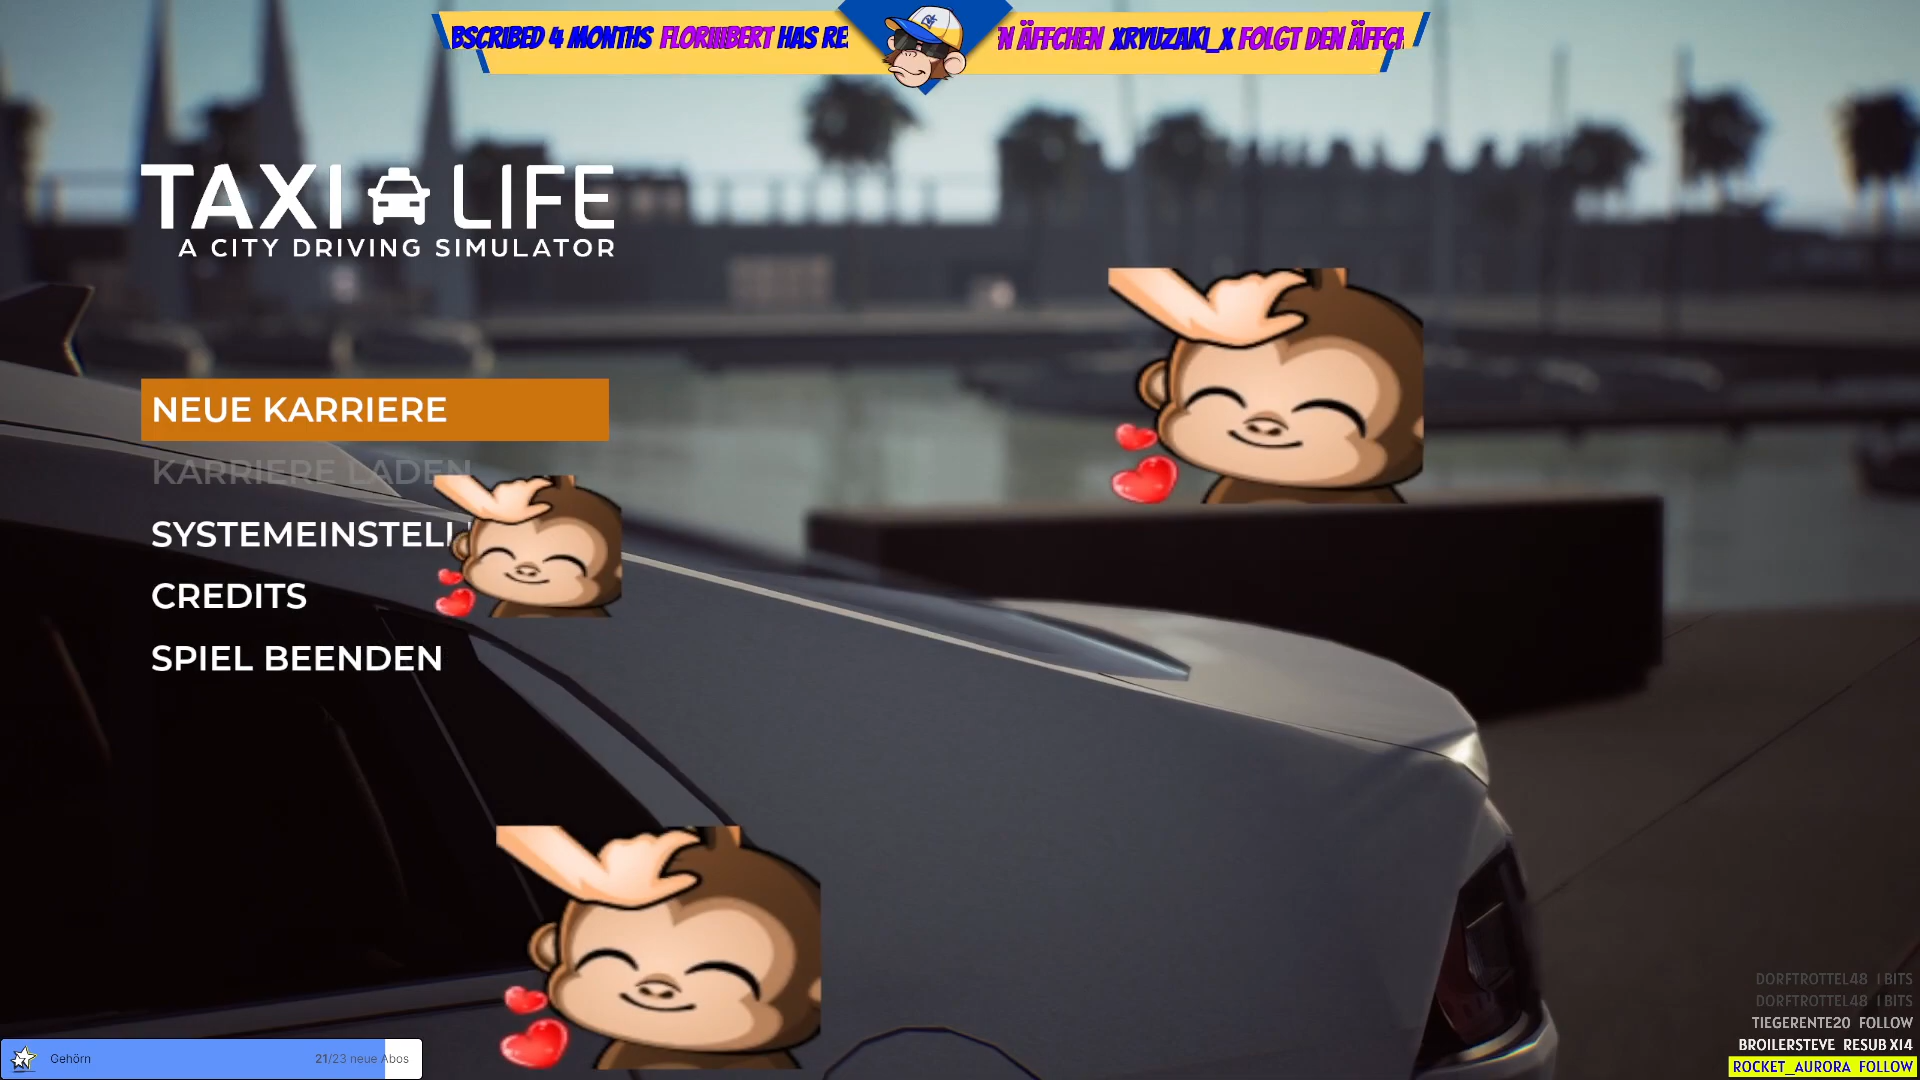 BSCRIBED 4 MONTHS FLORIIIBERT HAS RE
N ÄFFCHEN XRYUZAKI_X FOLGT DEN ÄFFCH
TAXI LIFE
A CITY DRIVING SIMULATOR
NEUE KARRIERE
KARRIERE LADEN
SYSTEMEINSTELL
CREDITS
SPIEL BEENDEN
DORFTROTTEL48 1 BITS
DORFTROTTEL48 1 BITS
TIEGERENTE20 FOLLOW
BROILERSTEVE RESUB X14
ROCKET_AURORA FOLLOW
Gehörn 21/23 neue Abos